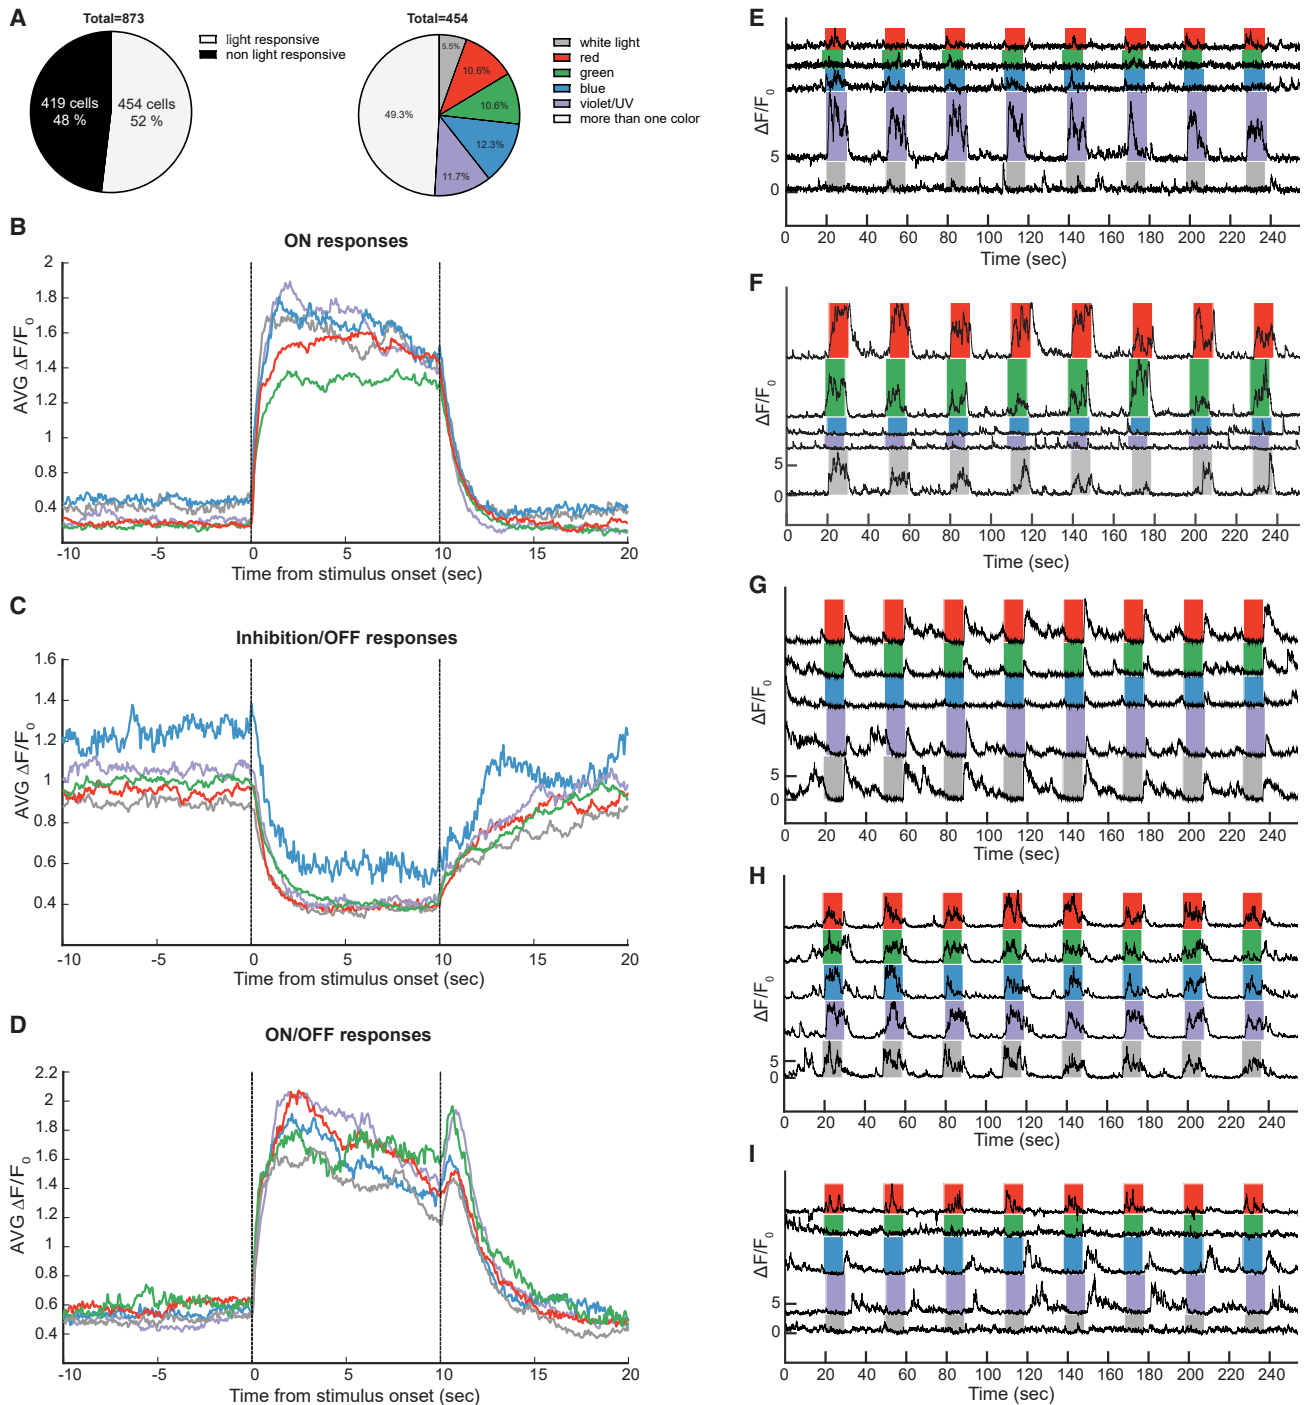 A
Total=873
419 cells
48 %
454 cells
52 %
light responsive
non light responsive
Total=454
5.5%
10.6%
10.6%
12.3%
11.7%
49.3%
white light
red
green
blue
violet/UV
more than one color
B
ON responses
AVG ΔF/F0
2
1.8
1.6
1.4
1.2
1
0.8
0.6
0.4
-10 -5 0 5 10 15 20
Time from stimulus onset (sec)
C
Inhibition/OFF responses
AVG ΔF/F0
1.6
1.4
1.2
1
0.8
0.6
0.4
-10 -5 0 5 10 15 20
Time from stimulus onset (sec)
D
ON/OFF responses
AVG ΔF/F0
2.2
2
1.8
1.6
1.4
1.2
1
0.8
0.6
0.4
-10 -5 0 5 10 15 20
Time from stimulus onset (sec)
E
ΔF/F0
5
0
0 20 40 60 80 100 120 140 160 180 200 220 240
Time (sec)
F
ΔF/F0
5
0
0 20 40 60 80 100 120 140 160 180 200 220 240
Time (sec)
G
ΔF/F0
5
0
0 20 40 60 80 100 120 140 160 180 200 220 240
Time (sec)
H
ΔF/F0
5
0
0 20 40 60 80 100 120 140 160 180 200 220 240
Time (sec)
I
ΔF/F0
5
0
0 20 40 60 80 100 120 140 160 180 200 220 240
Time (sec)